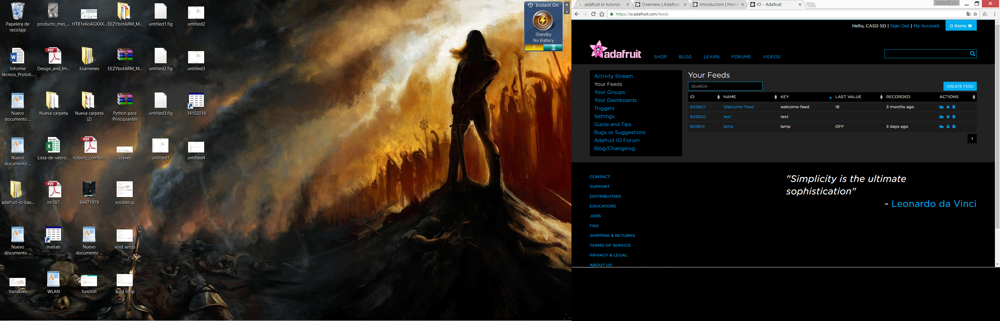 Papelera de
reciclaje
producto_mes_...
HTB1x6oAGXXX...
EEZYbotARM_M...
untitled1.fig
untitled2
Informe
técnico_Prototi...
Design_and_Im...
Examenes
EEZYbotARM_M...
untitled2.fig
untitled3
Nuevo
documento ...
Nueva carpeta
Nueva carpeta
(2)
Python para
Principiantes
untitled3.fig
14102016
Nuevo
documento ...
Lista-de-vebro...
riobotz_combo...
claves
untitled1
untitled4
adafruit-io-bas...
lm387
66471979
voidsetup
Nuevo
documento ...
matlab
Nuevo
documento ...
void setup
Variables
WLAN
funcion
void loop
Instant On
Standby
No Battery
adafruit io tutorial -
Overview | Adafruit
Introduction | Home
IO - Adafruit
Carlos Alberto
https://io.adafruit.com/feeds
Hello, CASD SD | Sign Out | My Account
0 Items
adafruit
SHOP BLOG LEARN FORUMS VIDEOS
Activity Stream
Your Feeds
Your Groups
Your Dashboards
Triggers
Settings
Guide and Tips
Bugs or Suggestions
Adafruit IO Forum
Blog/Changelog
Your Feeds
SEARCH
CREATE FEED
ID NAME KEY LAST VALUE RECORDED ACTIONS
603807 Welcome Feed welcome-feed 18 3 months ago
603820 text text
603814 lamp lamp OFF 3 days ago
1
CONTACT
SUPPORT
DISTRIBUTORS
EDUCATORS
JOBS
FAQ
SHIPPING & RETURNS
TERMS OF SERVICE
PRIVACY & LEGAL
ABOUT US
"Simplicity is the ultimate
sophistication"
- Leonardo da Vinci